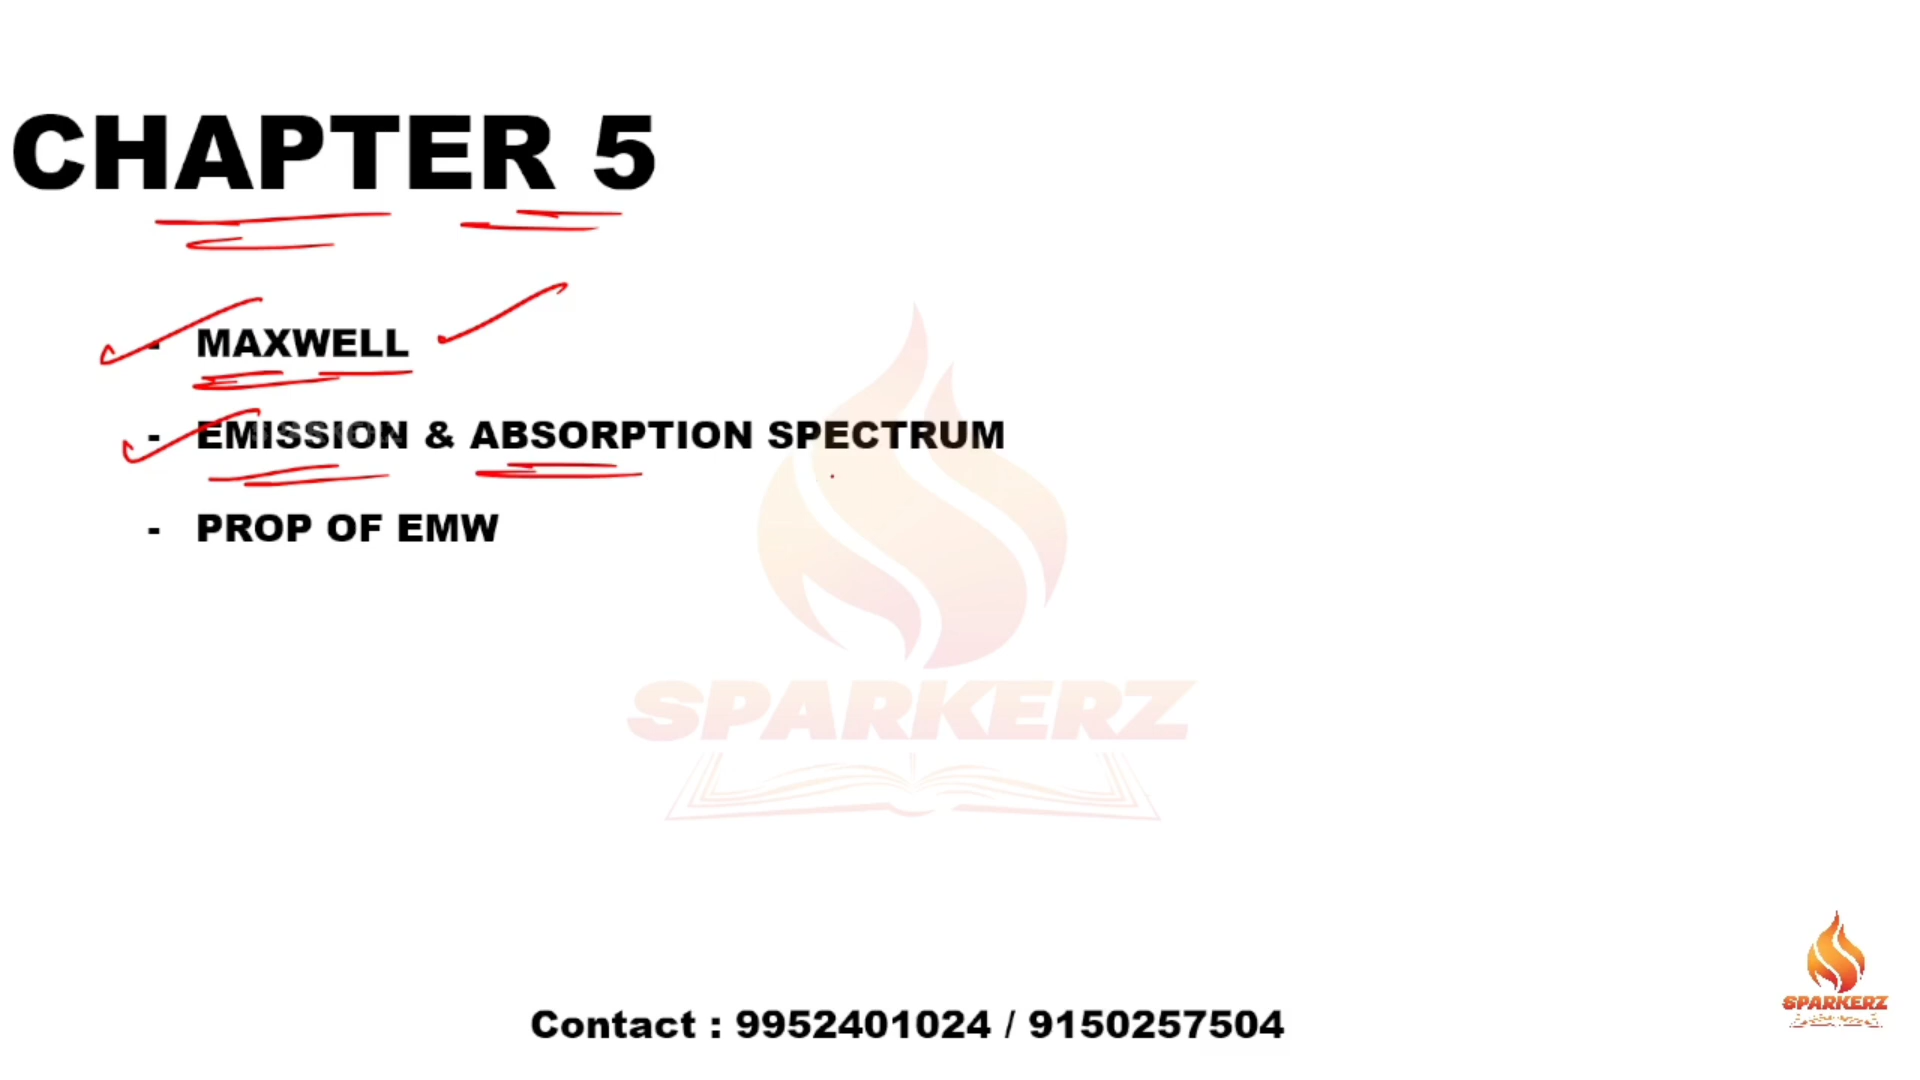 CHAPTER 5
- MAXWELL
- EMISSION & ABSORPTION SPECTRUM
- PROP OF EMW
SPARKERZ
SPARKERZ
Contact : 9952401024 / 9150257504